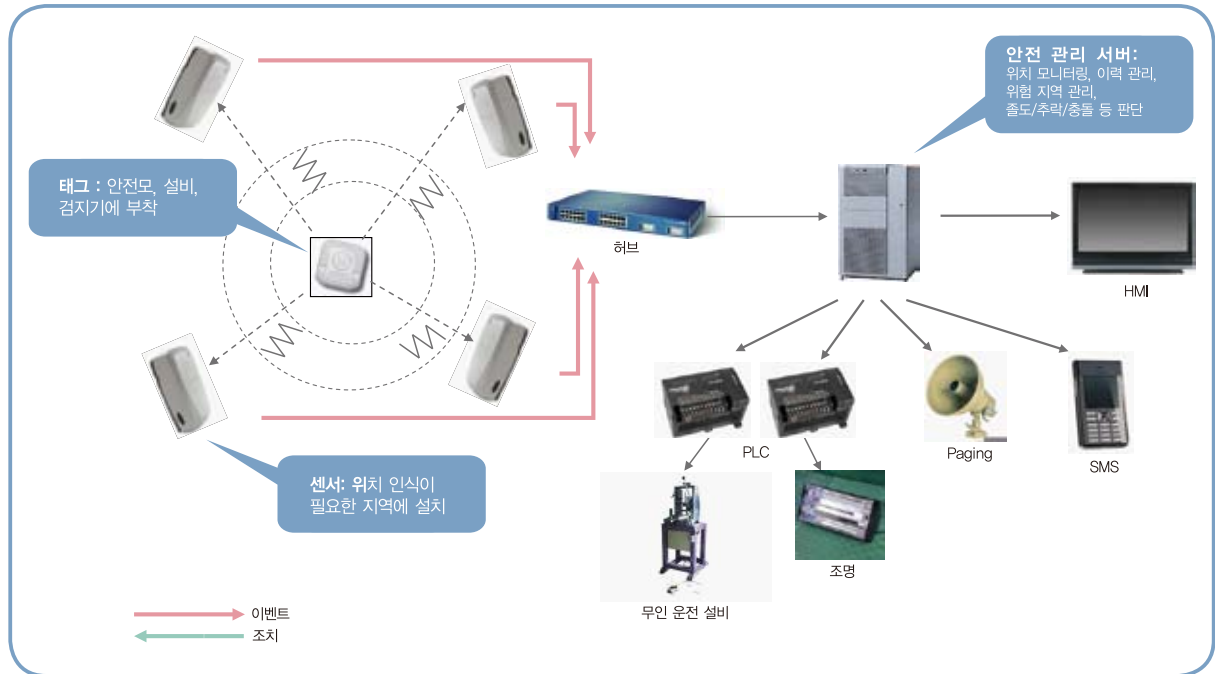 안전 관리 서버:
위치 모니터링, 이력 관리,
위험 지역 관리,
졸도/추락/충돌 등 판단
태그 : 안전모, 설비,
검지기에 부착
허브
HMI
PLC
Paging
SMS
센서: 위치 인식이
필요한 지역에 설치
조명
무인 운전 설비
이벤트
조치